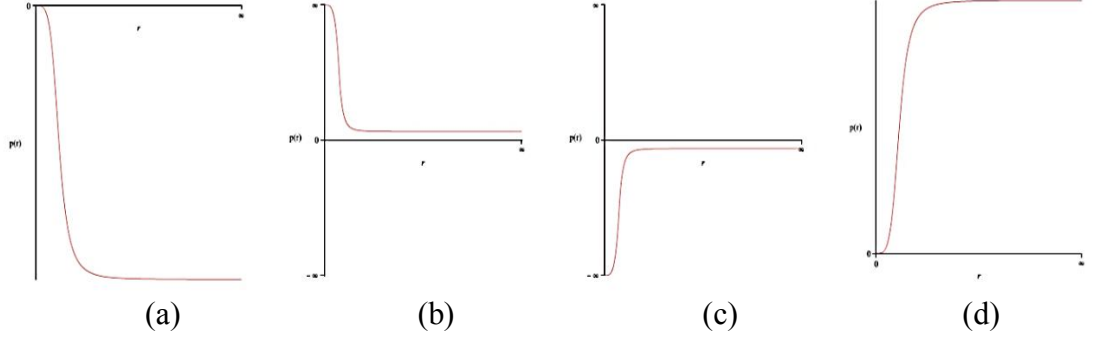 0
∞
r
p(r)
(a)
∞
0
-∞
∞
r
p(r)
(b)
∞
0
-∞
∞
r
p(r)
(c)
p(r)
0
0
∞
r
(d)